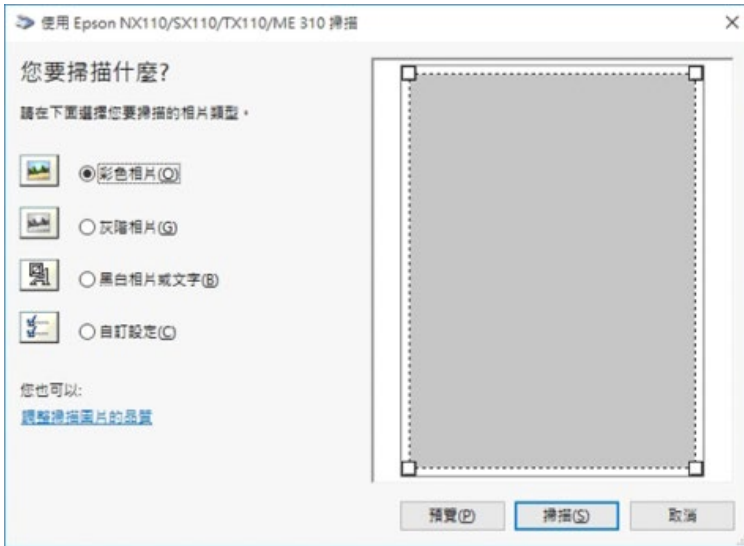 使用 Epson NX110/SX110/TX110/ME 310 掃描
您要掃描什麼?
請在下面選擇您要掃描的相片類型。
彩色相片(O)
灰階相片(G)
黑白相片或文字(B)
自訂設定(C)
您也可以:
調整掃描圖片的品質
預覽(P)
掃描(S)
取消